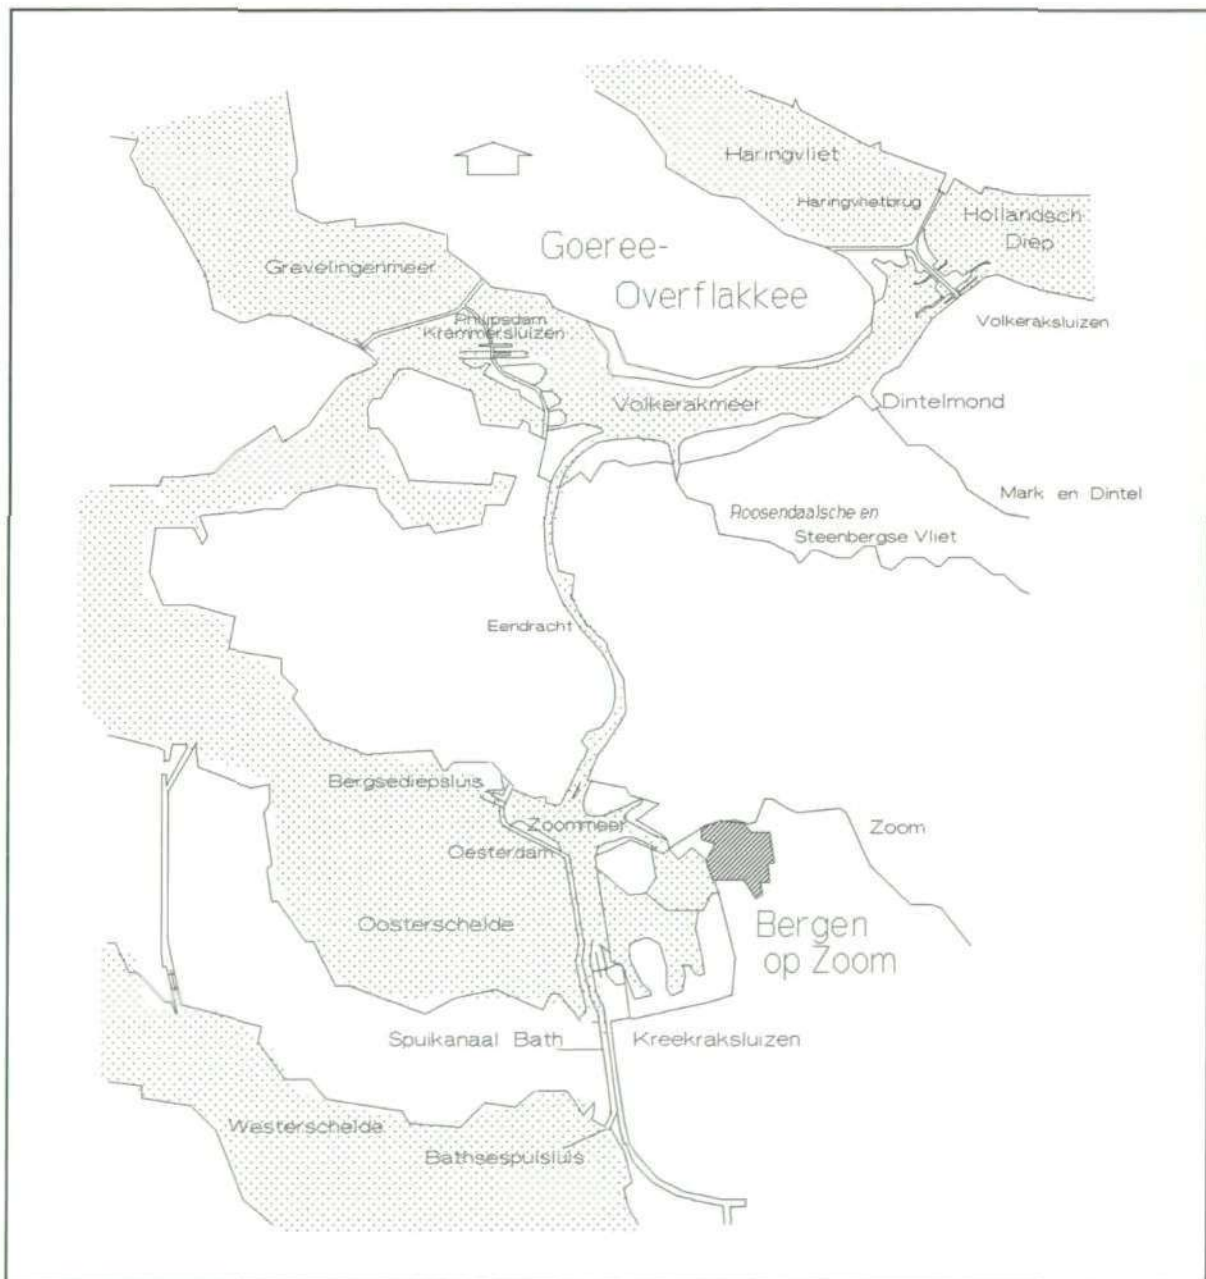 Haringvliet
Haringvlietbrug
Hollandsch
Diep
Goeree-
Overflakkee
Grevelingenmeer
Philipsdam
Krammersluizen
Volkeraksluizen
Volkerakmeer
Dintelmond
Mark en Dintel
Roosendaalsche en
Steenbergse Vliet
Eendracht
Bergsediepsluis
Zoommeer
Oesterdam
Zoom
Oosterschelde
Bergen
op Zoom
Spuikanaal Bath
Kreekraksluizen
Westerschelde
Bathsespuisluis